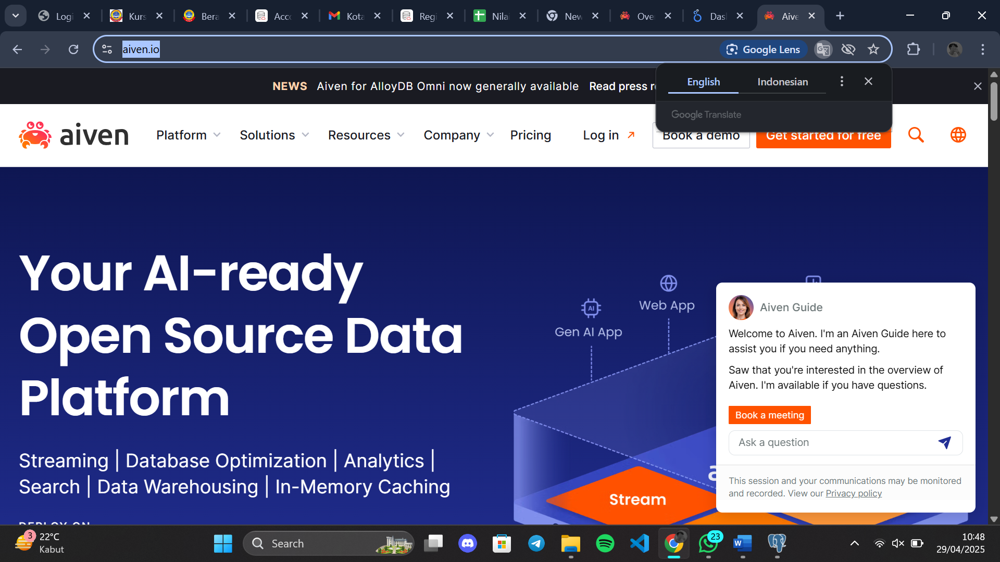 Logi
Kurs
Bera
Acco
Kota
Regi
Nilai
New
Over
Dash
Aive
aiven.io
Google Lens
NEWS Aiven for AlloyDB Omni now generally available Read press re
English
Indonesian
Google Translate
aiven
Platform
Solutions
Resources
Company
Pricing
Log in
Book a demo
Get started for free
Your AI-ready
Open Source Data
Platform
Streaming | Database Optimization | Analytics |
Search | Data Warehousing | In-Memory Caching
DEPLOY ON
AI
Gen AI App
Web App
a
Stream
Aiven Guide
Welcome to Aiven. I'm an Aiven Guide here to
assist you if you need anything.
Saw that you're interested in the overview of
Aiven. I'm available if you have questions.
Book a meeting
Ask a question
This session and your communications may be monitored
and recorded. View our Privacy policy
3
22°C
Kabut
Search
23
10:48
29/04/2025